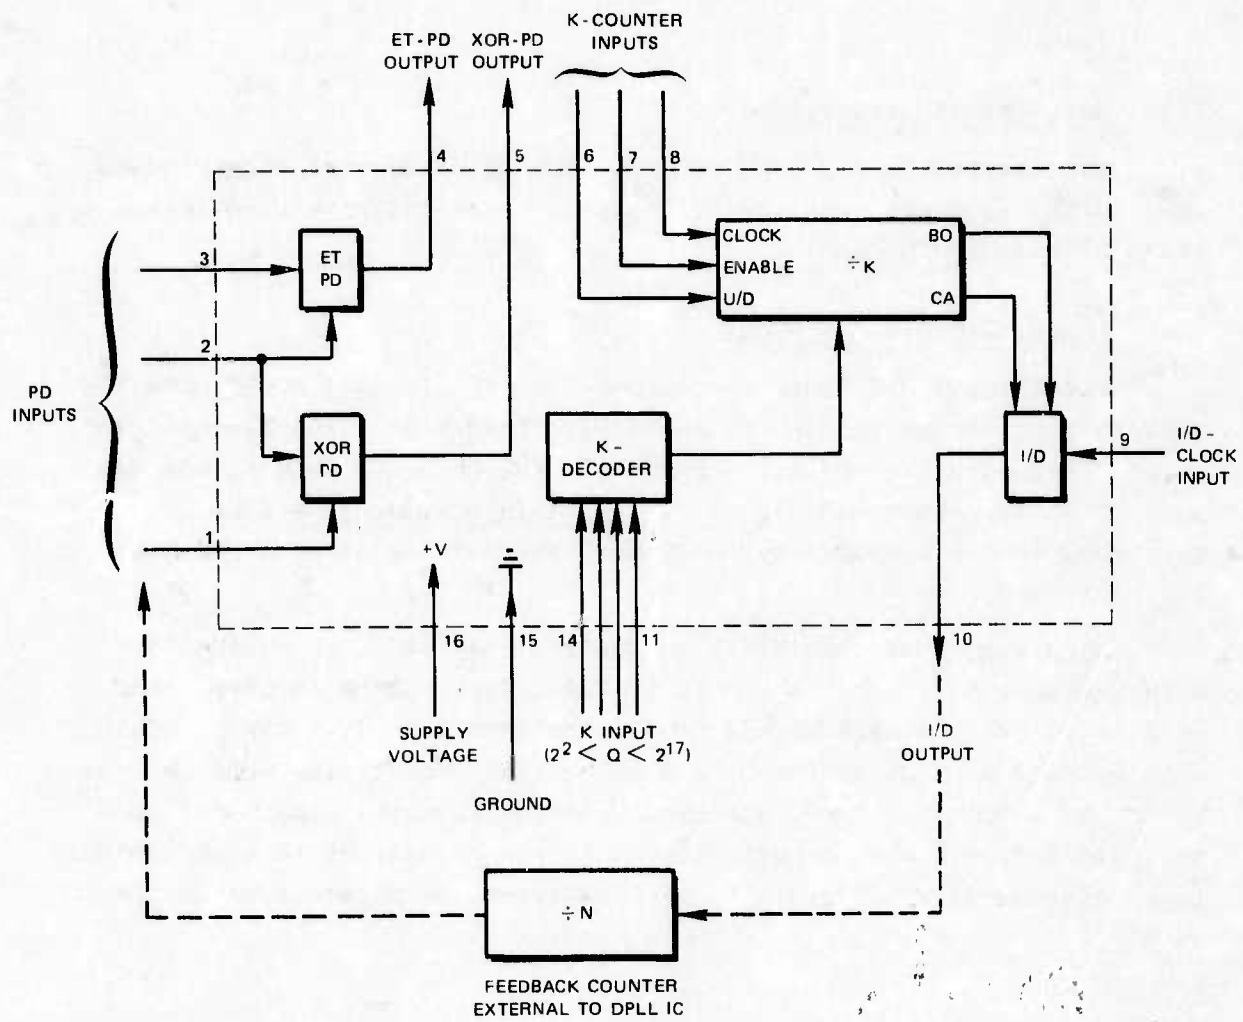 K-COUNTER
INPUTS
ET-PD
OUTPUT
XOR-PD
OUTPUT
4
5
6
7
8
3
ET
PD
CLOCK
ENABLE
U/D
÷K
BO
CA
2
PD
INPUTS
XOR
PD
K-
DECODER
I/D
9
I/D-
CLOCK
INPUT
1
+V
16
15
14
11
10
SUPPLY
VOLTAGE
K INPUT
(2² < Q < 2¹⁷)
I/D
OUTPUT
GROUND
÷N
FEEDBACK COUNTER
EXTERNAL TO DPLL IC